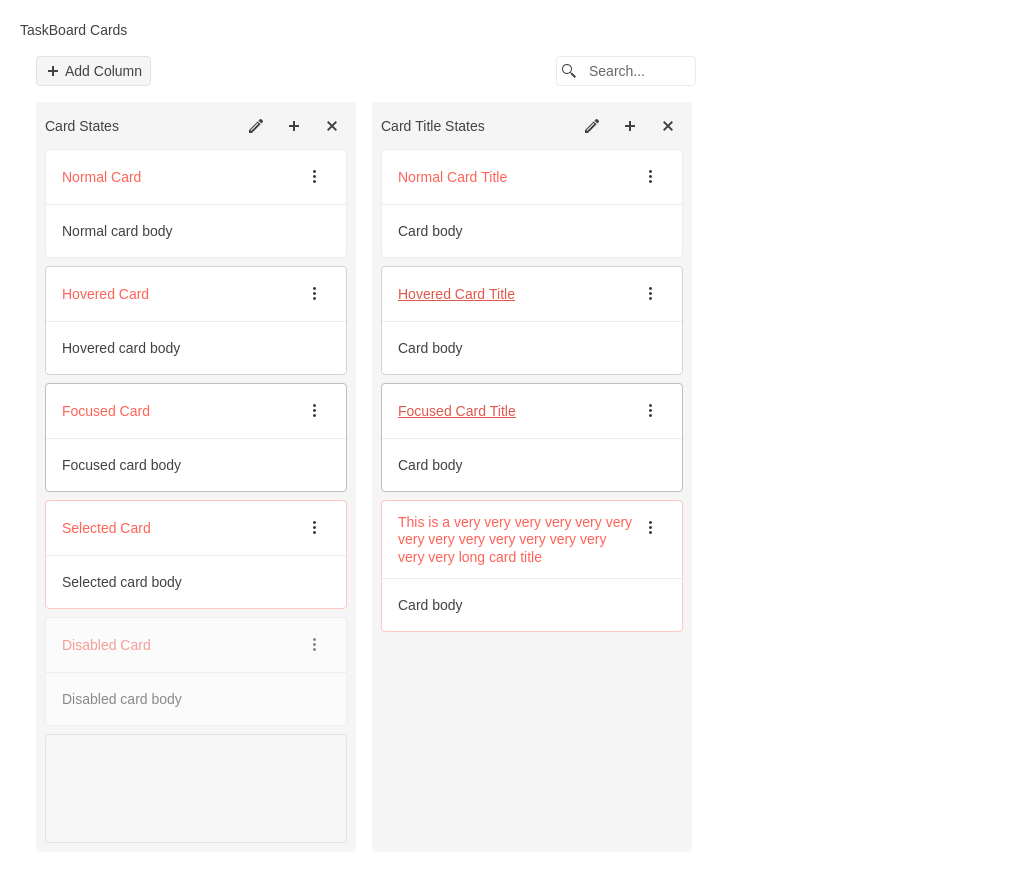 TaskBoard Cards
Add Column
Search...
Card States
Normal Card
Normal card body
Hovered Card
Hovered card body
Focused Card
Focused card body
Selected Card
Selected card body
Disabled Card
Disabled card body
Card Title States
Normal Card Title
Card body
Hovered Card Title
Card body
Focused Card Title
Card body
This is a very very very very very very
very very very very very very very
very very long card title
Card body